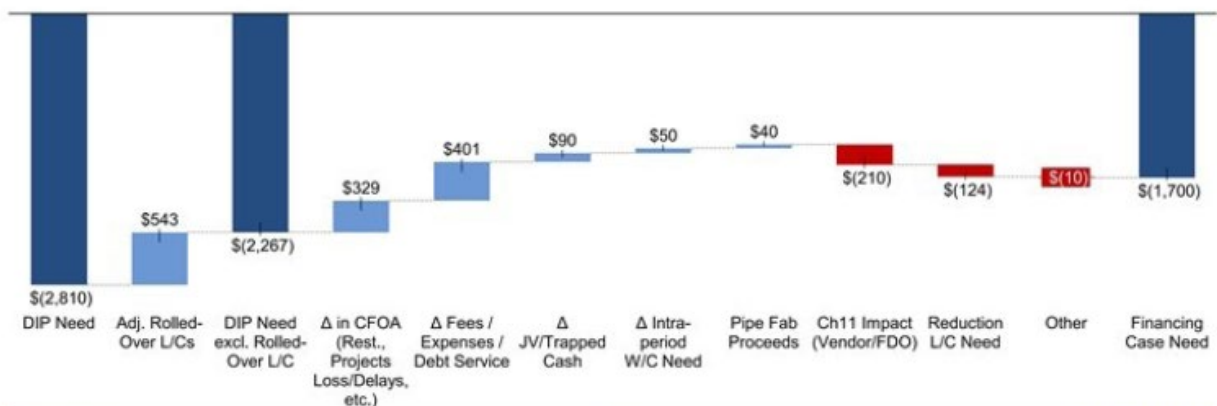 $543
$(2,810)
$(2,267)
$329
$401
$90
$50
$40
$(210)
$(124)
$(10)
$(1,700)
DIP Need
Adj. Rolled-
Over L/Cs
DIP Need
excl. Rolled-
Over L/C
Δ in CFOA
(Rest.,
Projects
Loss/Delays,
etc.)
Δ Fees /
Expenses /
Debt Service
Δ
JV/Trapped
Cash
Δ Intra-
period
W/C Need
Pipe Fab
Proceeds
Ch11 Impact
(Vendor/FDO)
Reduction
L/C Need
Other
Financing
Case Need